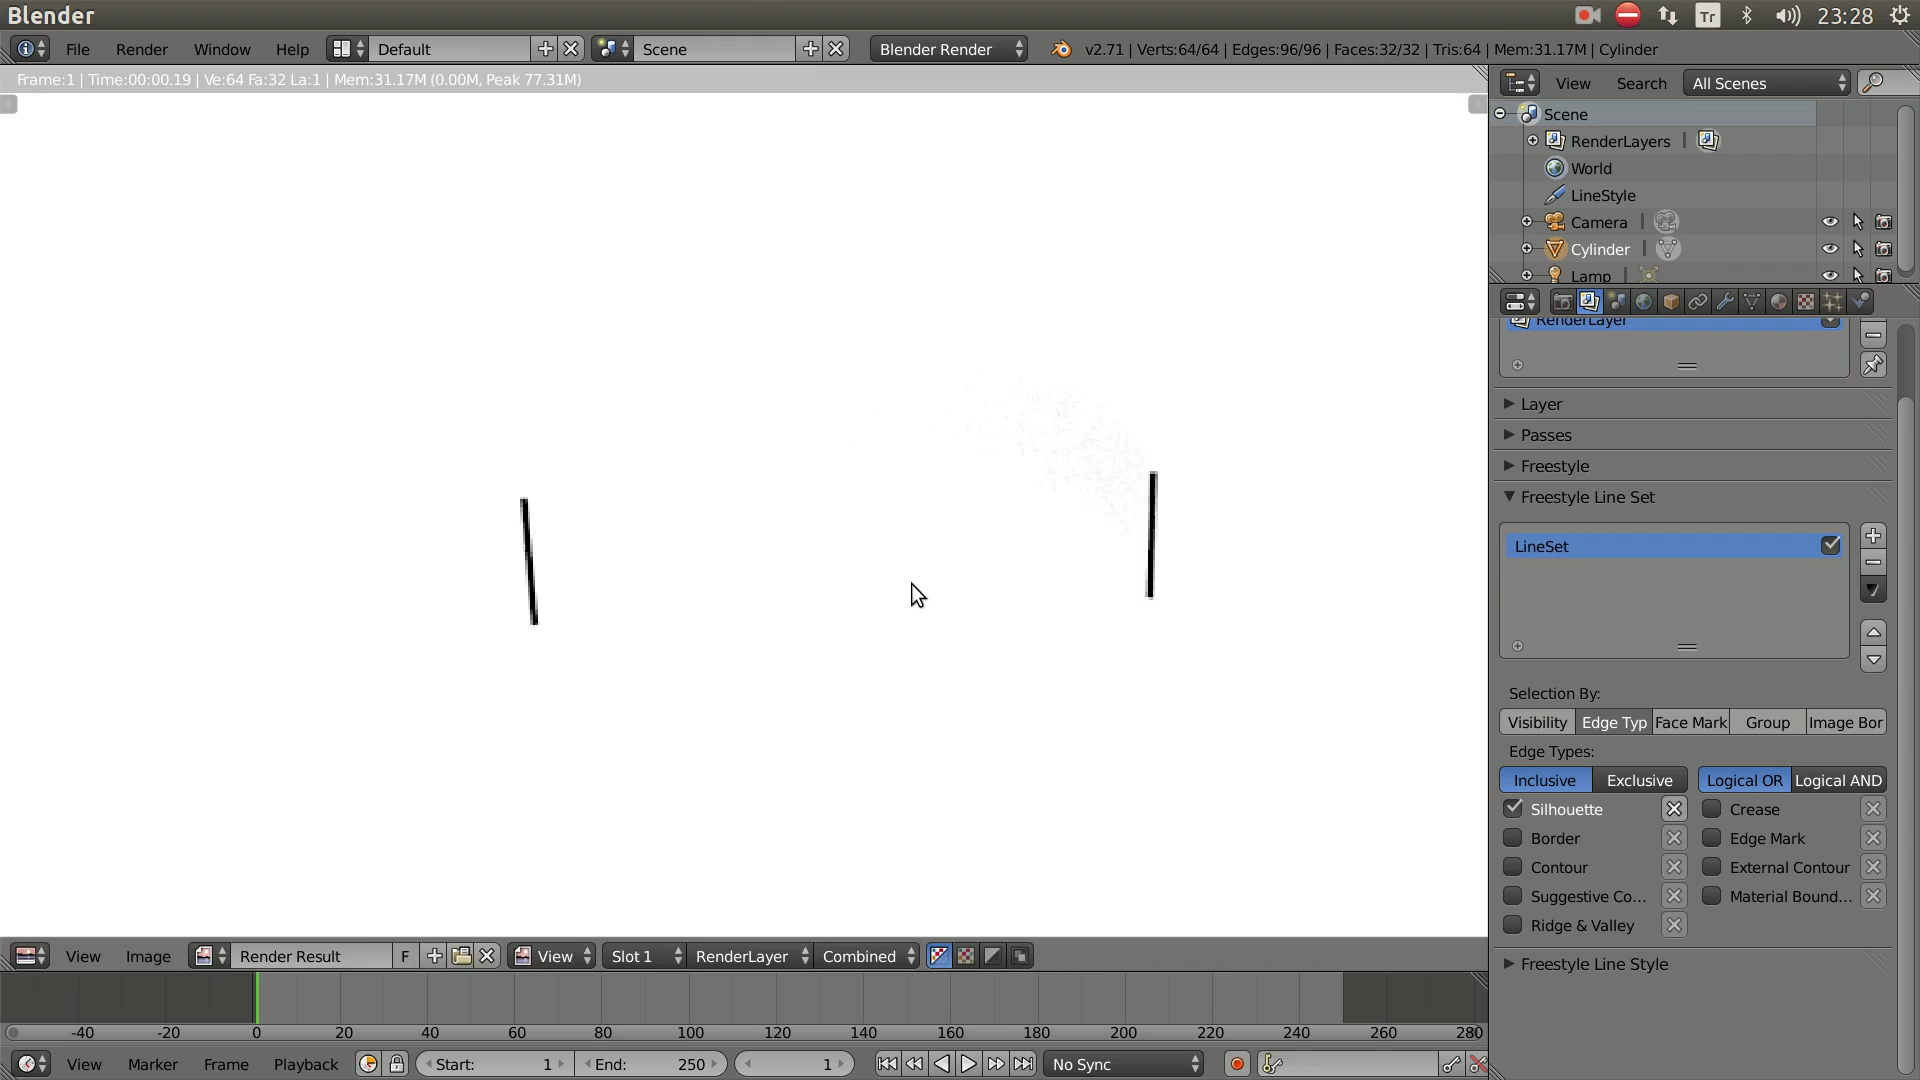 Blender
Tr
23:28
File Render Window Help Default Scene Blender Render v2.71 | Verts:64/64 | Edges:96/96 | Faces:32/32 | Tris:64 | Mem:31.17M | Cylinder
Frame:1 | Time:00:00.19 | Ve:64 Fa:32 La:1 | Mem:31.17M (0.00M, Peak 77.31M)
View Search All Scenes
Scene
RenderLayers |
World
LineStyle
Camera |
Cylinder |
Lamp |
RenderLayer
Layer
Passes
Freestyle
Freestyle Line Set
LineSet
Selection By:
Visibility Edge Typ Face Mark Group Image Bor
Edge Types:
Inclusive Exclusive Logical OR Logical AND
Silhouette Crease
Border Edge Mark
Contour External Contour
Suggestive Co... Material Bound...
Ridge & Valley
Freestyle Line Style
View Image Render Result F View Slot 1 RenderLayer Combined
-40 -20 0 20 40 60 80 100 120 140 160 180 200 220 240 260 280
View Marker Frame Playback Start: 1 End: 250 1 No Sync